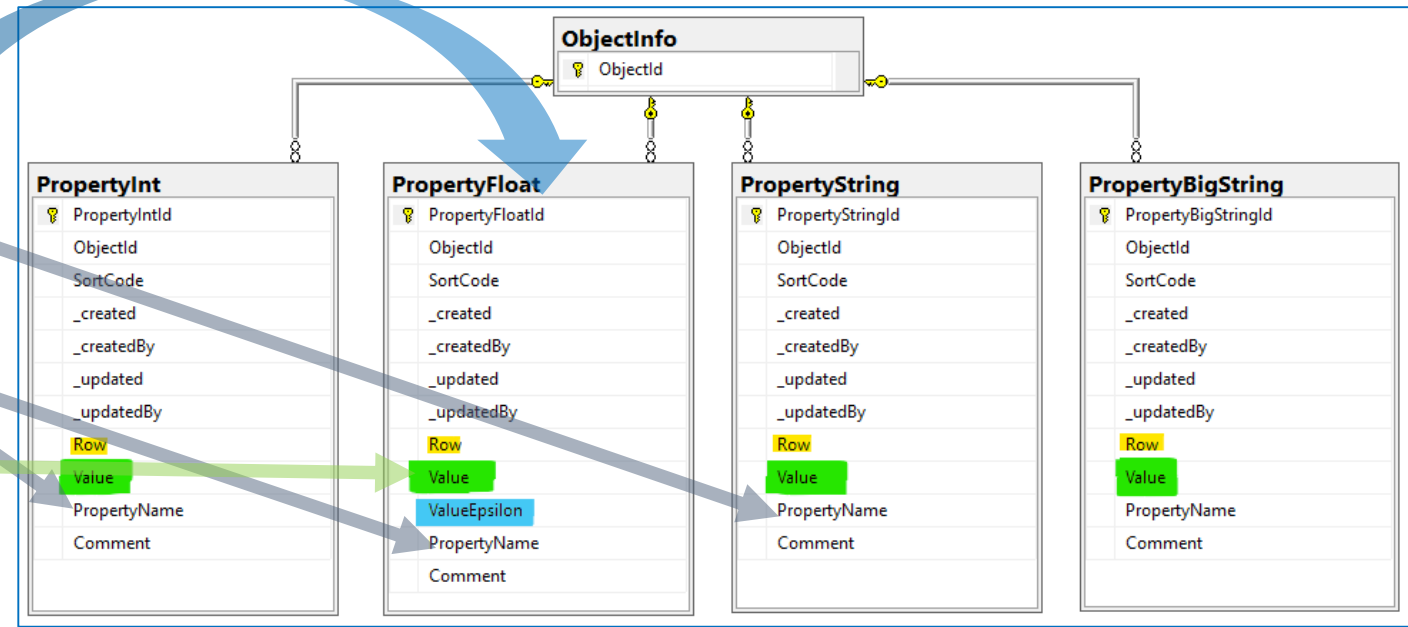 ObjectInfo
ObjectId
PropertyInt
PropertyIntId
ObjectId
SortCode
_created
_createdBy
_updated
_updatedBy
Row
Value
PropertyName
Comment
PropertyFloat
PropertyFloatId
ObjectId
SortCode
_created
_createdBy
_updated
_updatedBy
Row
Value
ValueEpsilon
PropertyName
Comment
PropertyString
PropertyStringId
ObjectId
SortCode
_created
_createdBy
_updated
_updatedBy
Row
Value
PropertyName
Comment
PropertyBigString
PropertyBigStringId
ObjectId
SortCode
_created
_createdBy
_updated
_updatedBy
Row
Value
PropertyName
Comment